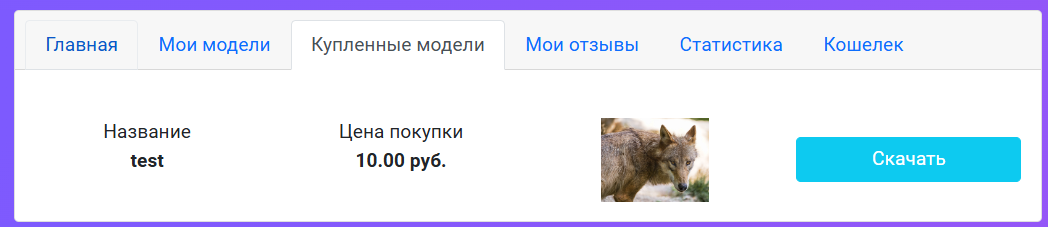 Главная Мои модели Купленные модели Мои отзывы Статистика Кошелек
Название Цена покупки
test 10.00 руб.
Скачать